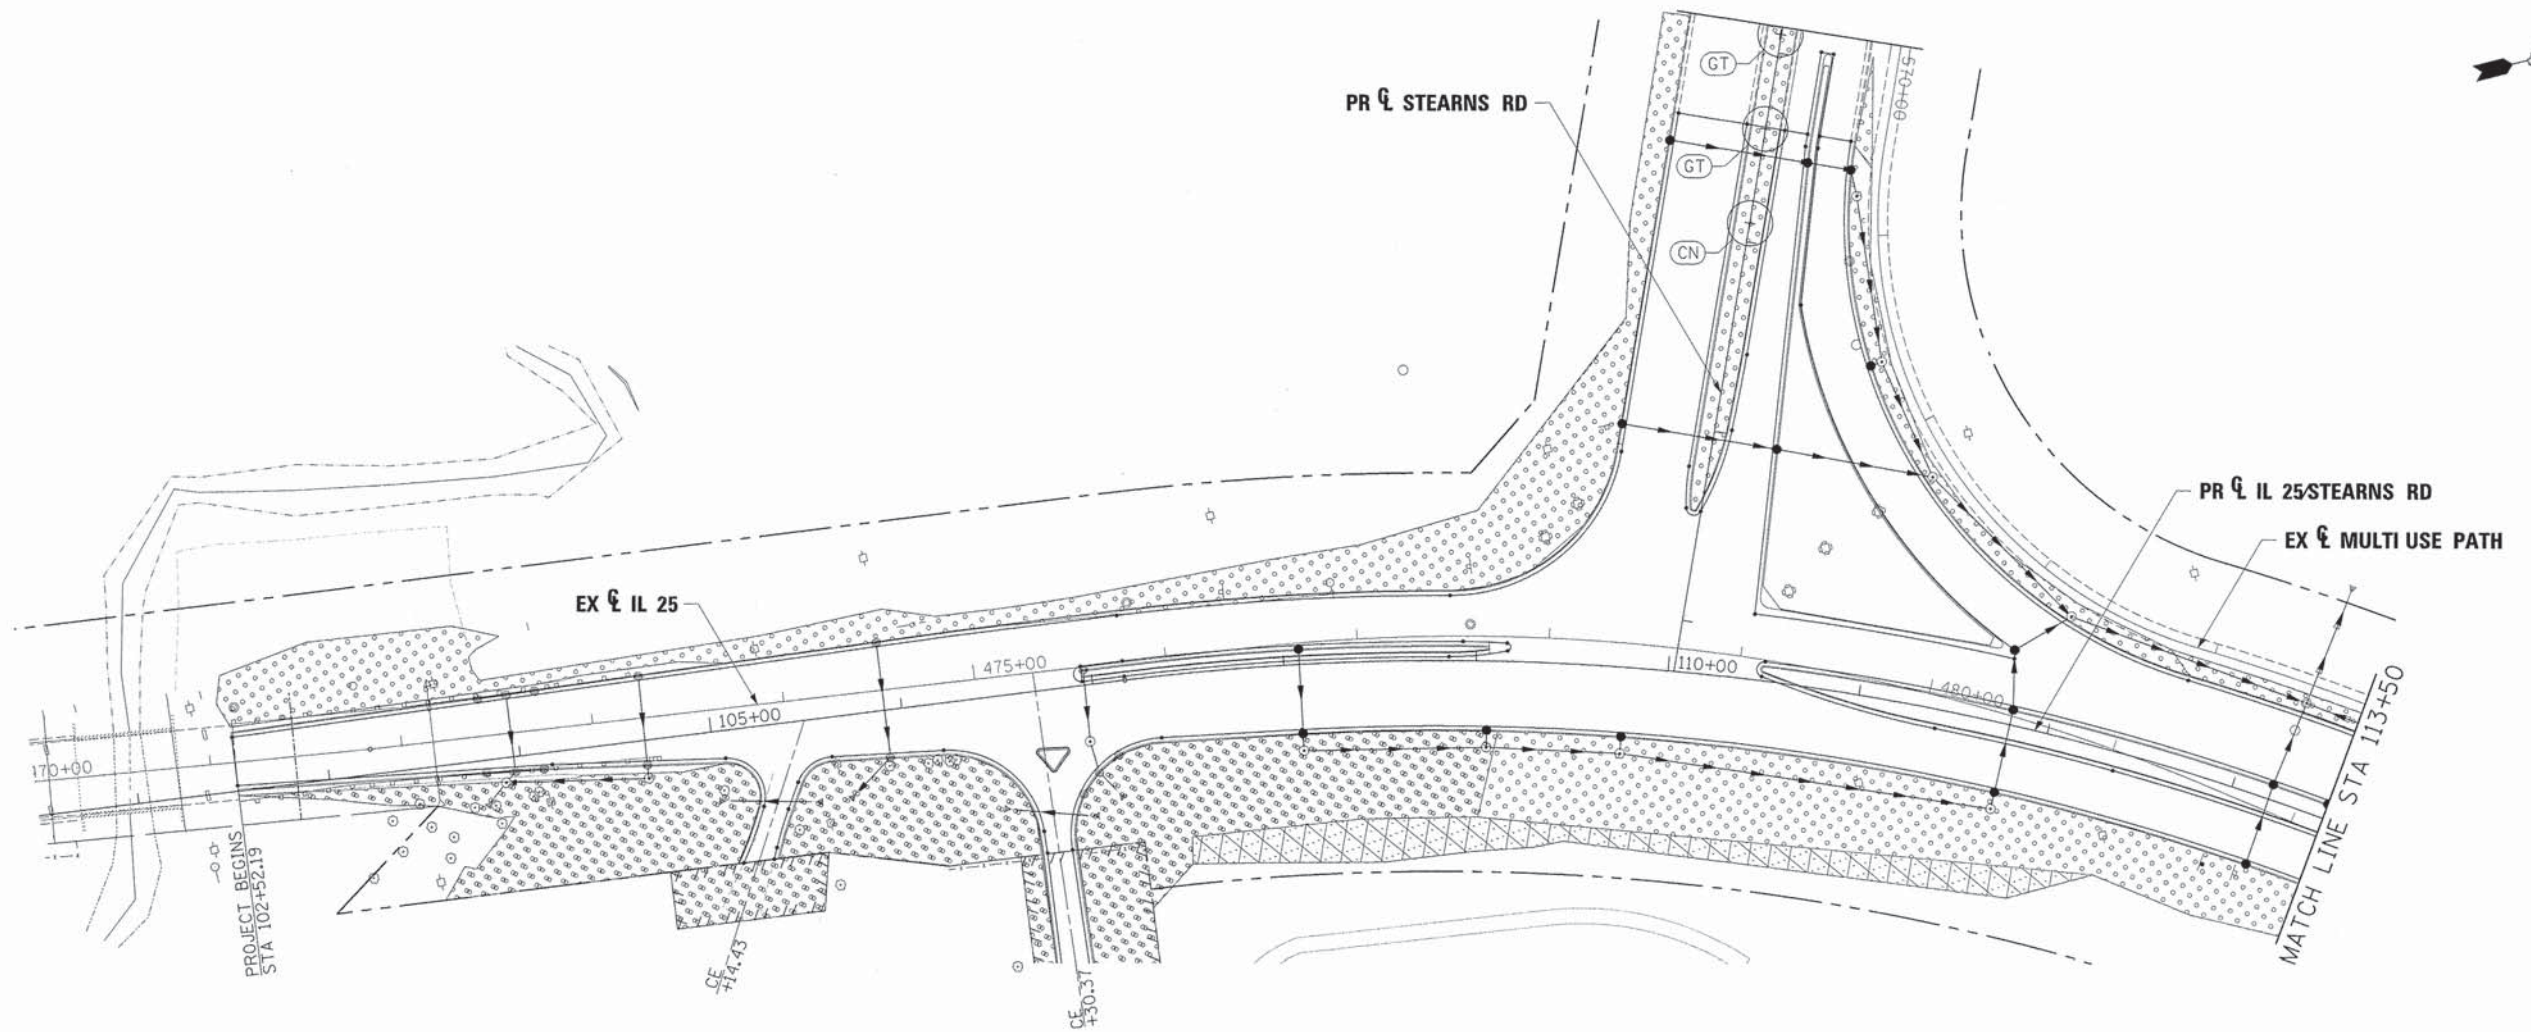 GT
570+00
PR ℄ STEARNS RD
GT
CN
PR ℄ IL 25/STEARNS RD
EX ℄ MULTI USE PATH
EX ℄ IL 25
475+00
110+00
480+00
105+00
170+00
MATCH LINE STA 113+50
PROJECT BEGINS
STA 102+52.19
CE
+14.43
CE
+30.37